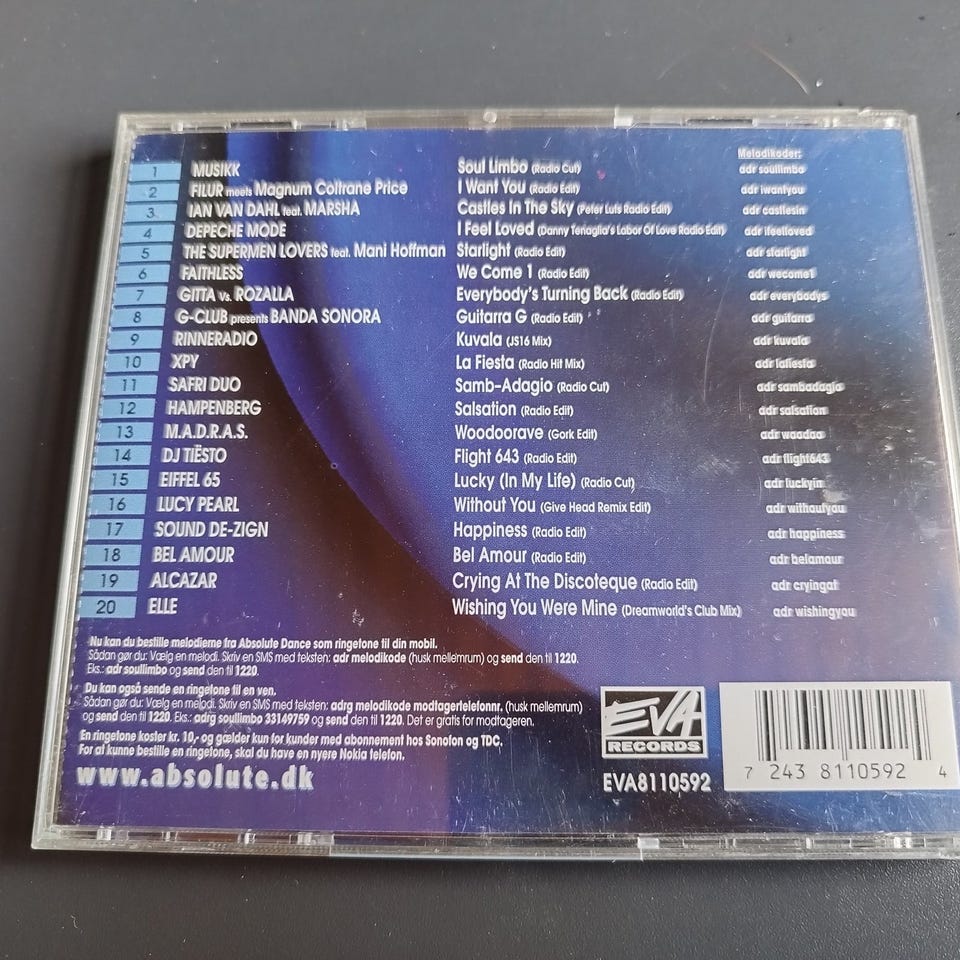 Melodikoder:
1 MUSIKK Soul Limbo (Radio Cut) adr soullimbo
2 FILUR meets Magnum Coltrane Price I Want You (Radio Edit) adr iwantyou
3 IAN VAN DAHL feat. MARSHA Castles In The Sky (Peter Luts Radio Edit) adr castlesin
4 DEPECHE MODE I Feel Loved (Danny Tenaglia's Labor Of Love Radio Edit) adr ifeelloved
5 THE SUPERMEN LOVERS feat. Mani Hoffman Starlight (Radio Edit) adr starlight
6 FAITHLESS We Come 1 (Radio Edit) adr wecome1
7 GITTA Vs. ROZALLA Everybody's Turning Back (Radio Edit) adr everybodys
8 G-CLUB presents BANDA SONORA Guitarra G (Radio Edit) adr guitarra
9 RINNERADIO Kuvala (JS16 Mix) adr kuvala
10 XPY La Fiesta (Radio Hit Mix) adr lafiesta
11 SAFRI DUO Samb-Adagio (Radio Cut) adr sambadagio
12 HAMPENBERG Salsation (Radio Edit) adr salsation
13 M.A.D.R.A.S. Woodoorave (Gork Edit) adr woodoo
14 DJ TIËSTO Flight 643 (Radio Edit) adr flight643
15 EIFFEL 65 Lucky (In My Life) (Radio Cut) adr luckyin
16 LUCY PEARL Without You (Give Head Remix Edit) adr withoutyou
17 SOUND DE-ZIGN Happiness (Radio Edit) adr happiness
18 BEL AMOUR Bel Amour (Radio Edit) adr belamour
19 ALCAZAR Crying At The Discoteque (Radio Edit) adr cryingat
20 ELLE Wishing You Were Mine (Dreamworld's Club Mix) adr wishingyou
Nu kan du bestille melodierne fra Absolute Dance som ringetone til din mobil.
Sådan gør du: Vælg en melodi. Skriv en SMS med teksten: adr melodikode (husk mellemrum) og send den til 1220.
Eks.: adr soullimbo og send den til 1220.
Du kan også sende en ringetone til en ven.
Sådan gør du: Vælg en melodi. Skriv en SMS med teksten: adrg melodikode modtagertelefonnr. (husk mellemrum)
og send den til 1220. Eks.: adrg soullimbo 33149759 og send den til 1220. Det er gratis for modtageren.
En ringetone koster kr. 10,- og gælder kun for kunder med abonnement hos Sonofon og TDC.
For at kunne bestille en ringetone, skal du have en nyere Nokia telefon.
www.absolute.dk
EVA
RECORDS
EVA8110592
7 243 8110592 4